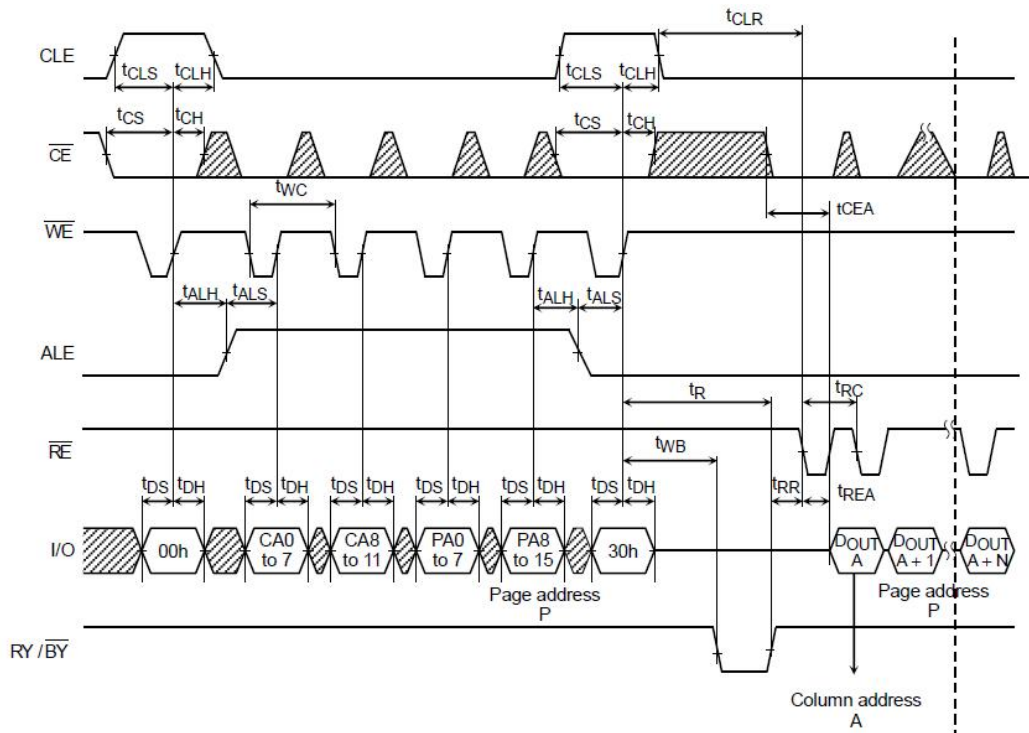 tCLR
CLE
tCLS tCLH tCLS tCLH
tCS tCH tCS tCH
CE
tWC tCEA
WE
tALH tALS tALH tALS
ALE
tR tRC
RE
tWB
tDS tDH tDS tDH tDS tDH tDS tDH tDS tDH tDS tDH tRR tREA
I/O
00h
CA0
to 7
CA8
to 11
PA0
to 7
PA8
to 15
30h
DOUT
A
DOUT
A + 1
DOUT
A + N
Page address
P
Page address
P
RY / BY
Column address
A